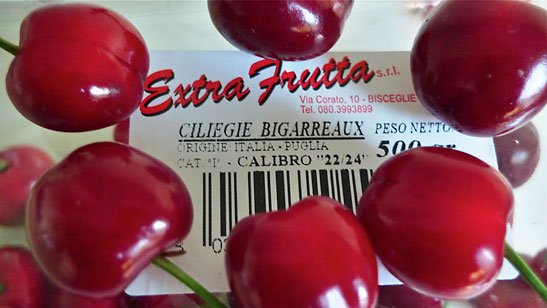 Extra Frutta s.r.l.
Via Corato, 10 - BISCEGLIE
Tel. 080.3993899
CILIEGIE BIGARREAUX PESO NETTO
ORIGINE: ITALIA - PUGLIA
CAT. "I" - CALIBRO "22/24" 500 gr